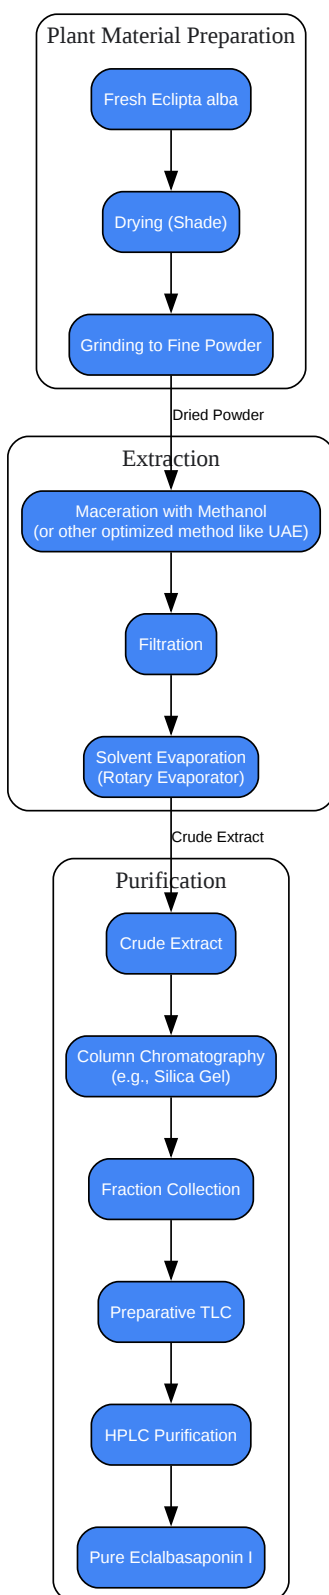 Plant Material Preparation
Fresh Eclipta alba
Drying (Shade)
Grinding to Fine Powder
Dried Powder
Extraction
Maceration with Methanol
(or other optimized method like UAE)
Filtration
Solvent Evaporation
(Rotary Evaporator)
Crude Extract
Purification
Crude Extract
Column Chromatography
(e.g., Silica Gel)
Fraction Collection
Preparative TLC
HPLC Purification
Pure Eclalbasaponin I